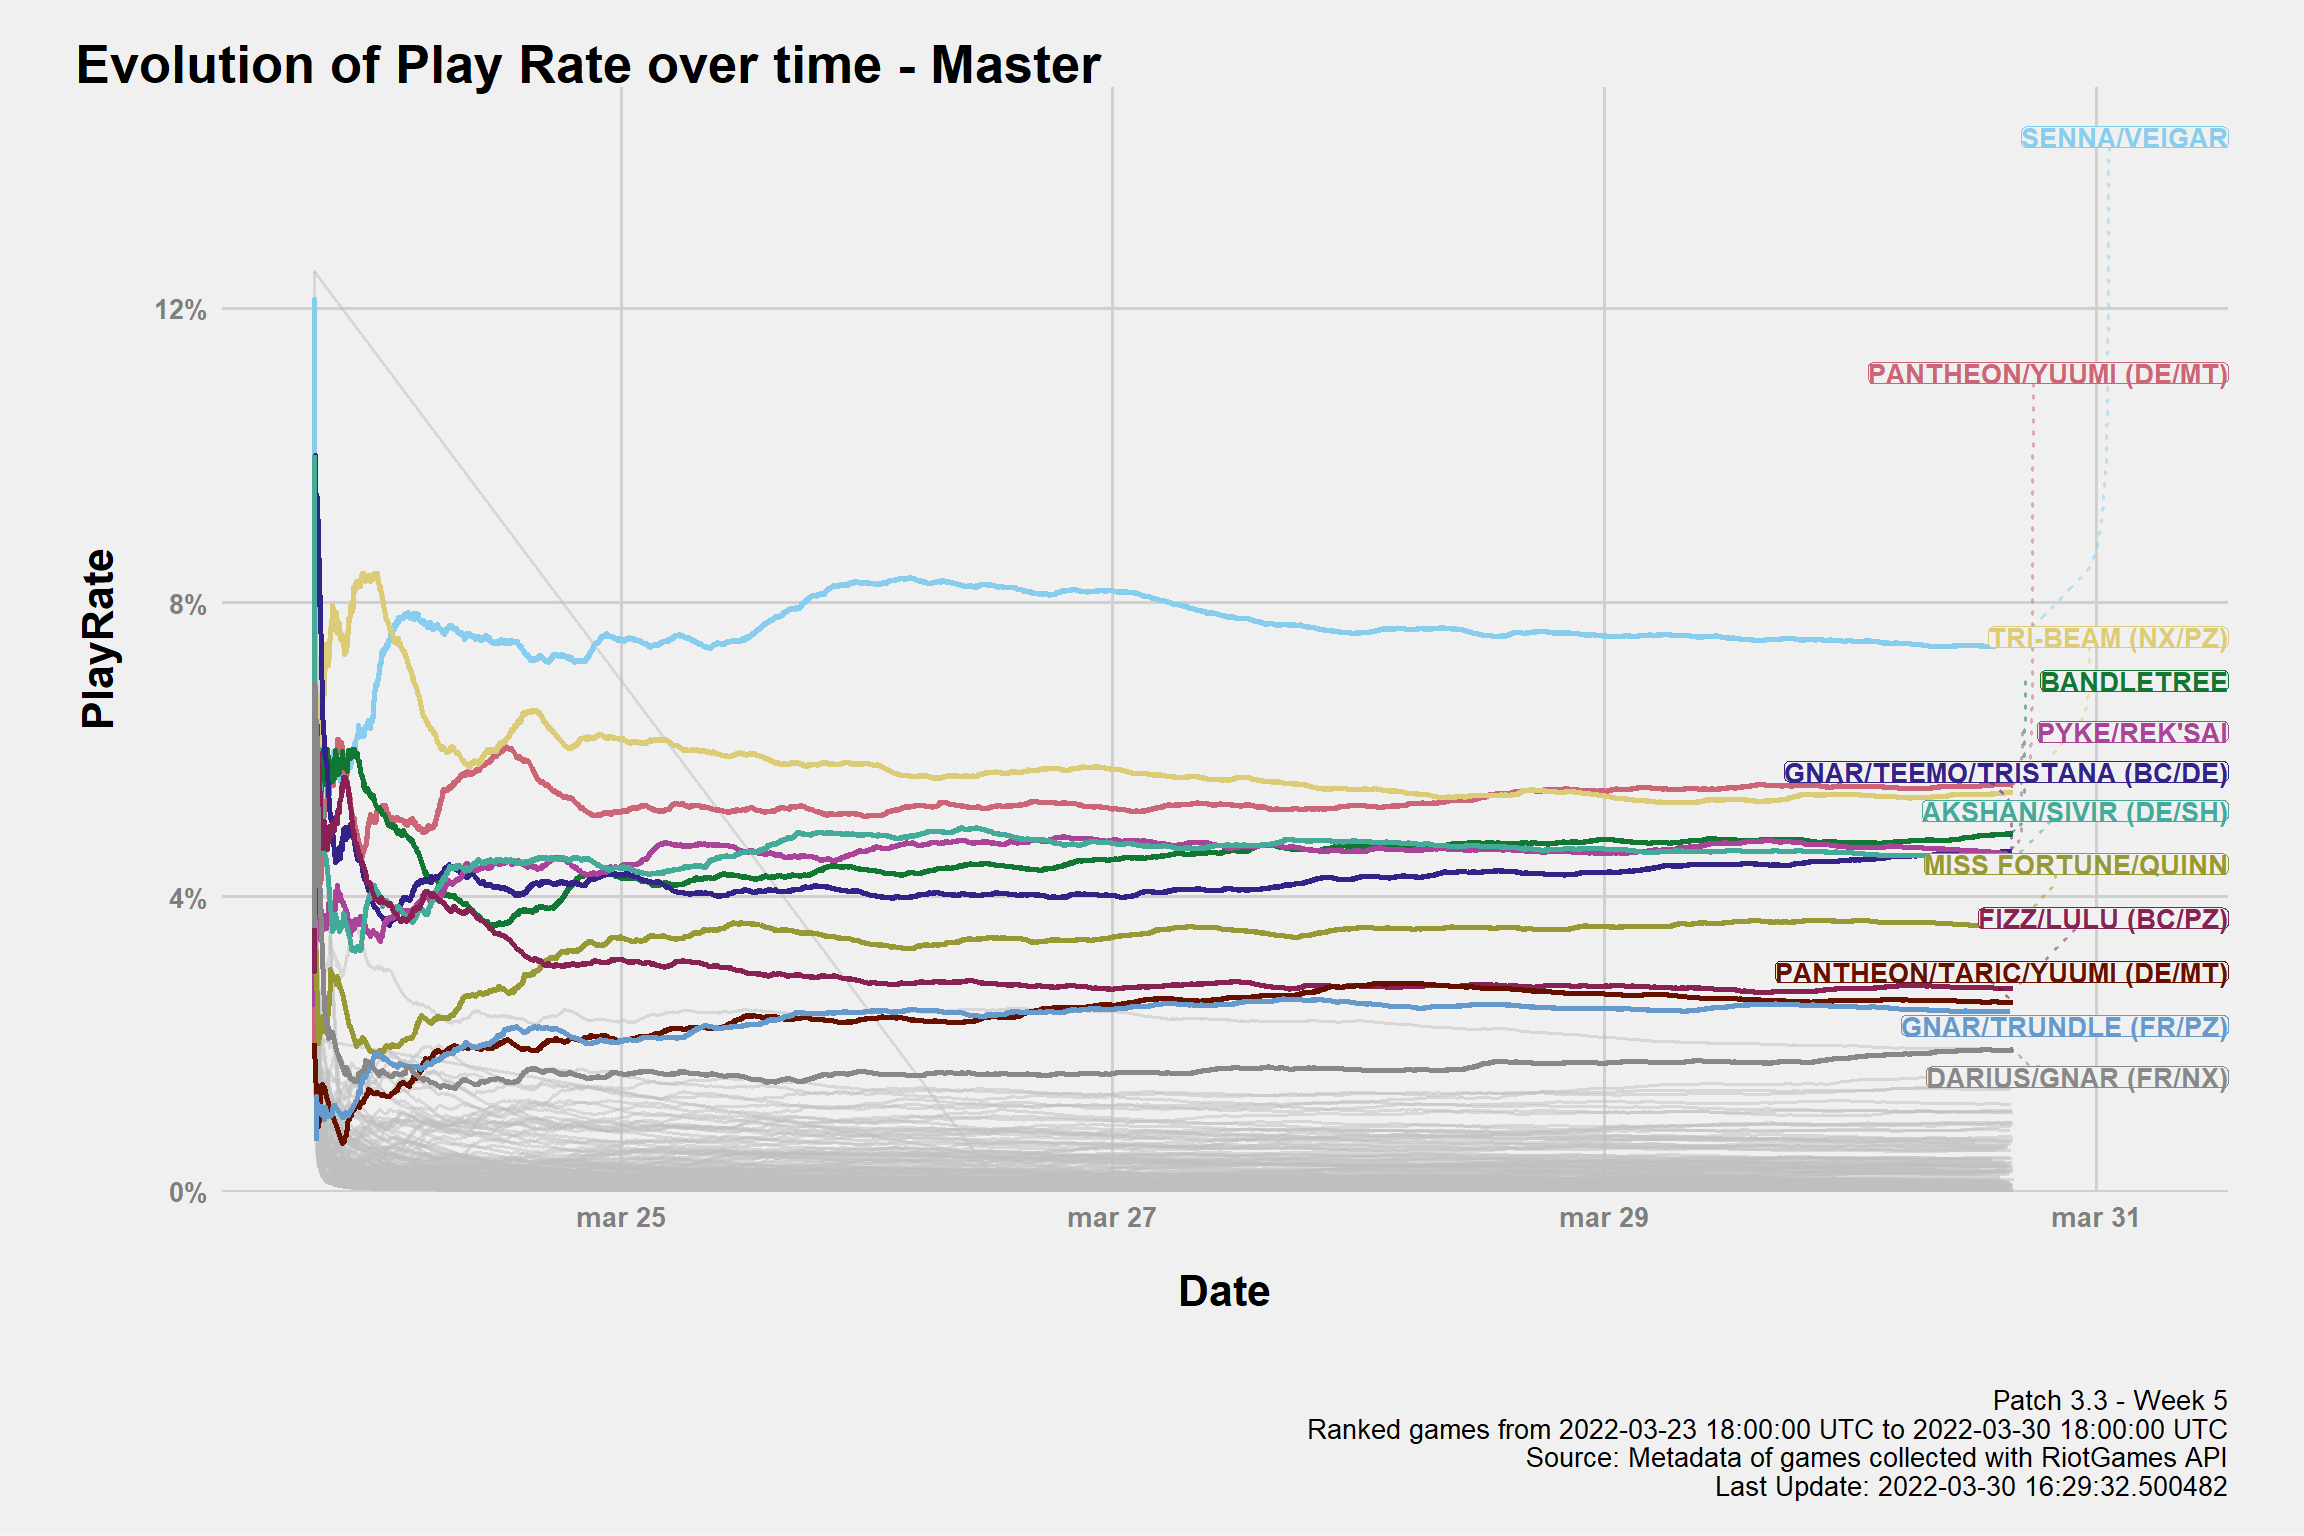 Evolution of Play Rate over time - Master
SENNA/VEIGAR
12%
PANTHEON/YUUMI (DE/MT)
PlayRate
8%
TRI-BEAM (NX/PZ)
BANDLETREE
PYKE/REK'SAI
GNAR/TEEMO/TRISTANA (BC/DE)
AKSHAN/SIVIR (DE/SH)
MISS FORTUNE/QUINN
4%
FIZZ/LULU (BC/PZ)
PANTHEON/TARIC/YUUMI (DE/MT)
GNAR/TRUNDLE (FR/PZ)
DARIUS/GNAR (FR/NX)
0%
mar 25
mar 27
mar 29
mar 31
Date
Patch 3.3 - Week 5
Ranked games from 2022-03-23 18:00:00 UTC to 2022-03-30 18:00:00 UTC
Source: Metadata of games collected with RiotGames API
Last Update: 2022-03-30 16:29:32.500482